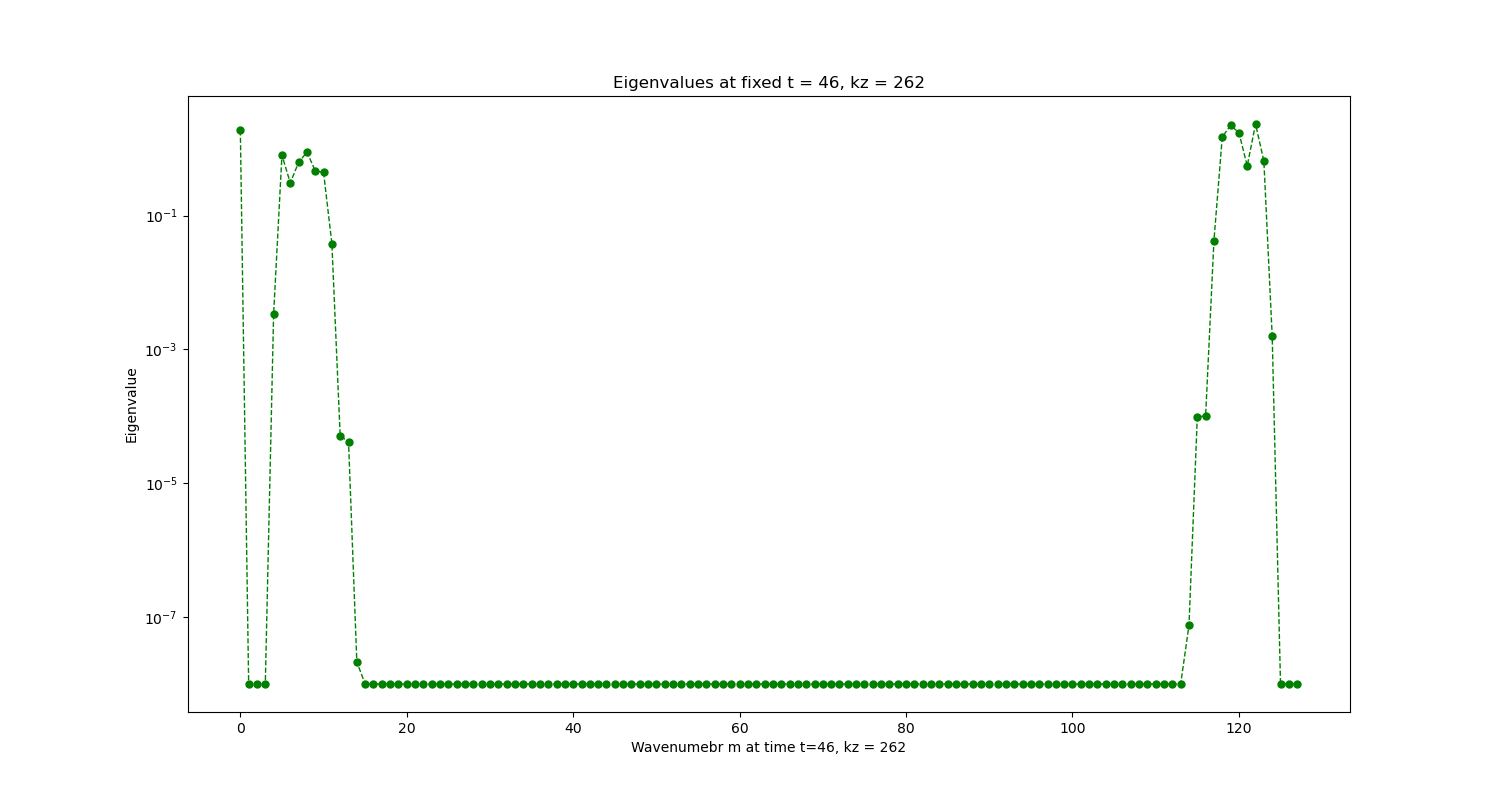 Eigenvalues at fixed t = 46, kz = 262
Eigenvalue
10⁻¹
10⁻³
10⁻⁵
10⁻⁷
0 20 40 60 80 100 120
Wavenumebr m at time t=46, kz = 262